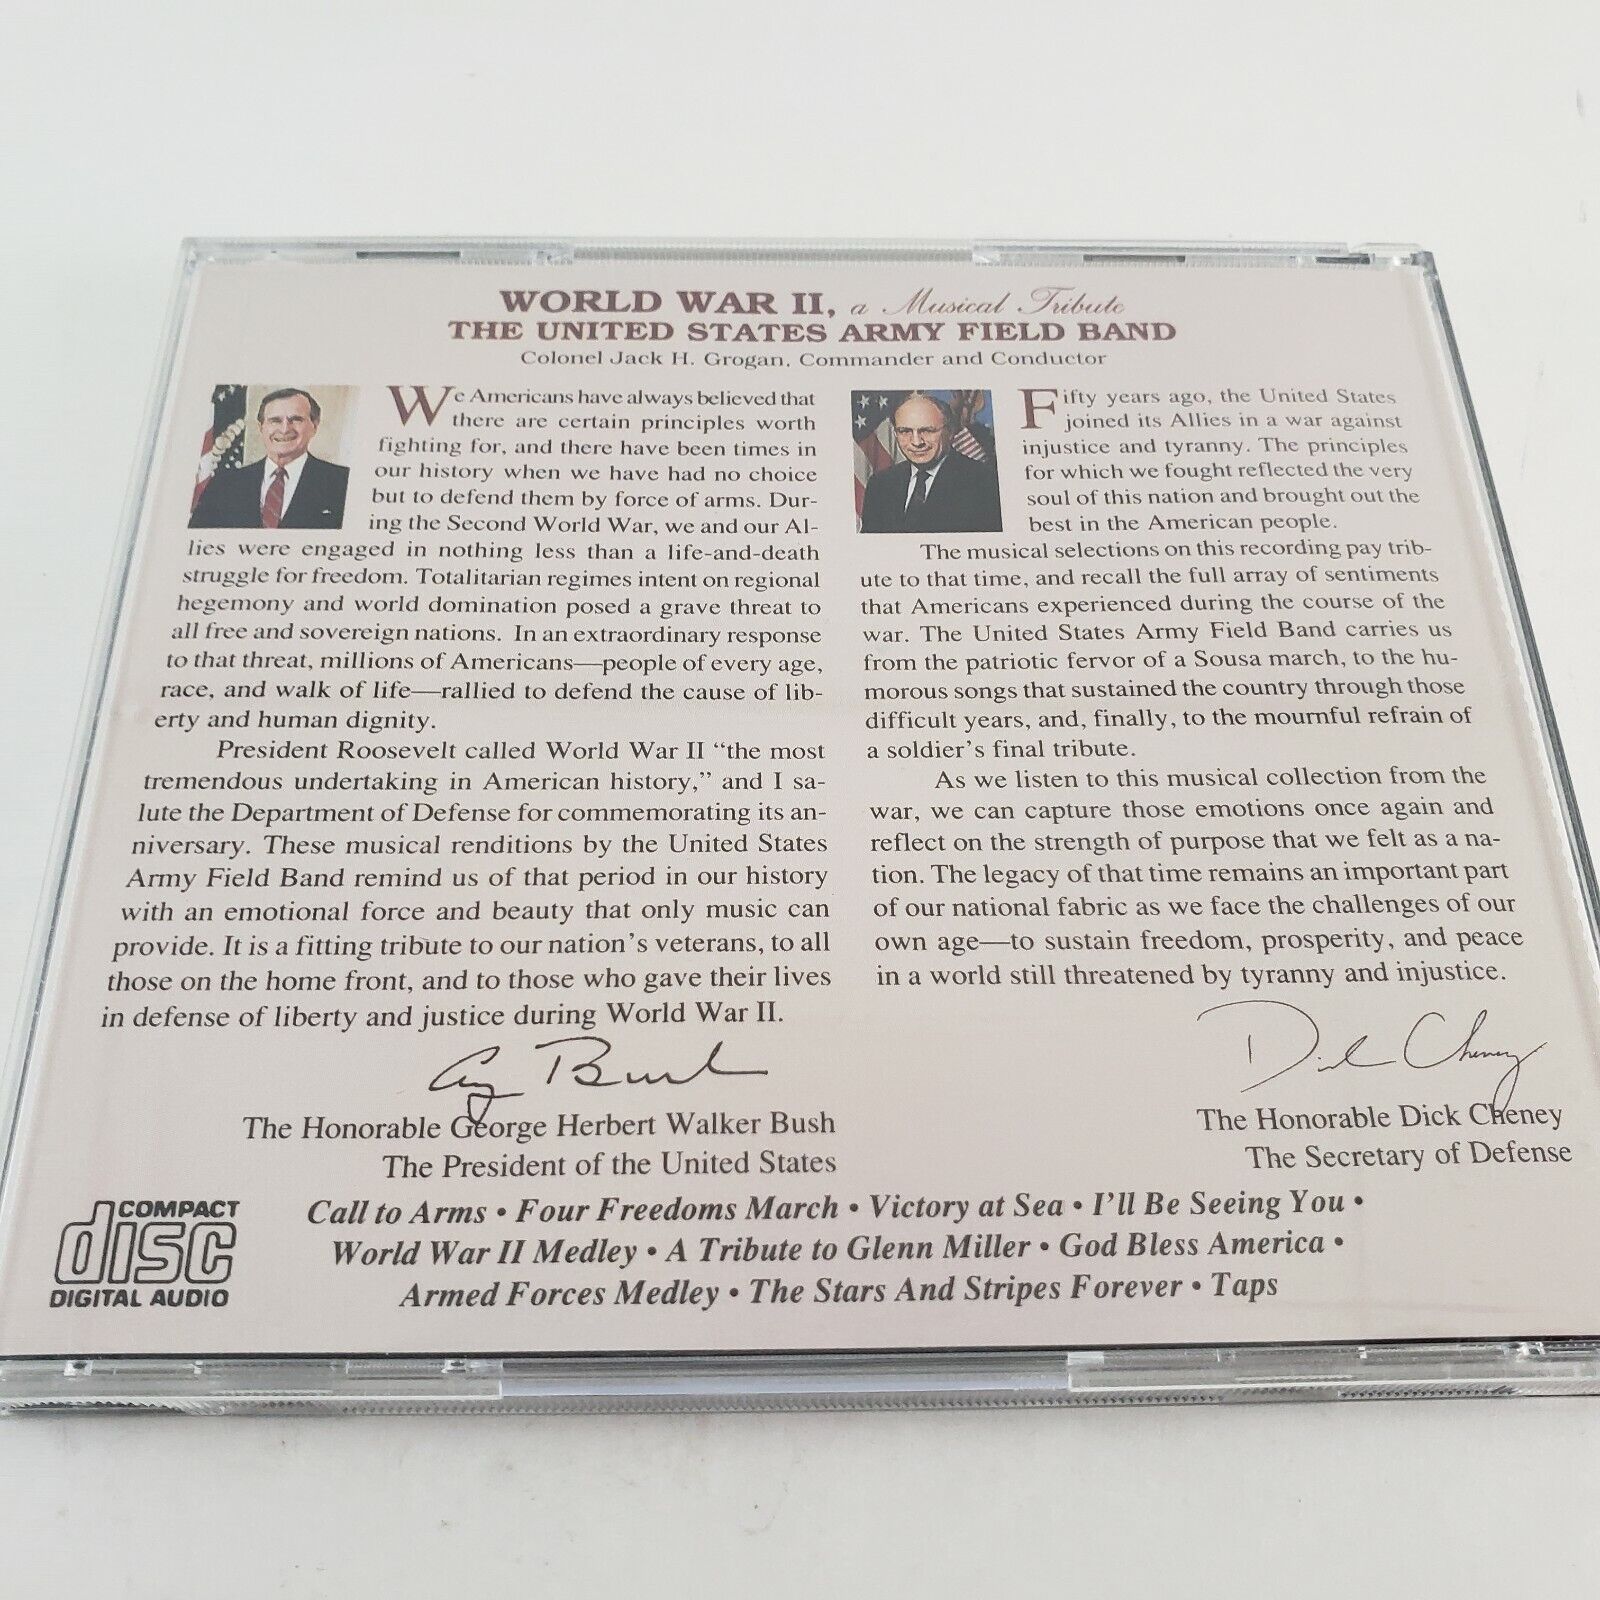 WORLD WAR II, a Musical Tribute
THE UNITED STATES ARMY FIELD BAND
Colonel Jack H. Grogan, Commander and Conductor
We Americans have always believed that
there are certain principles worth
fighting for, and there have been times in
our history when we have had no choice
but to defend them by force of arms. Dur-
ing the Second World War, we and our Al-
lies were engaged in nothing less than a life-and-death
struggle for freedom. Totalitarian regimes intent on regional
hegemony and world domination posed a grave threat to
all free and sovereign nations. In an extraordinary response
to that threat, millions of Americans—people of every age,
race, and walk of life—rallied to defend the cause of lib-
erty and human dignity.
President Roosevelt called World War II “the most
tremendous undertaking in American history,” and I sa-
lute the Department of Defense for commemorating its an-
niversary. These musical renditions by the United States
Army Field Band remind us of that period in our history
with an emotional force and beauty that only music can
provide. It is a fitting tribute to our nation’s veterans, to all
those on the home front, and to those who gave their lives
in defense of liberty and justice during World War II.
G Bush
The Honorable George Herbert Walker Bush
The President of the United States
Fifty years ago, the United States
joined its Allies in a war against
injustice and tyranny. The principles
for which we fought reflected the very
soul of this nation and brought out the
best in the American people.
The musical selections on this recording pay trib-
ute to that time, and recall the full array of sentiments
that Americans experienced during the course of the
war. The United States Army Field Band carries us
from the patriotic fervor of a Sousa march, to the hu-
morous songs that sustained the country through those
difficult years, and, finally, to the mournful refrain of
a soldier’s final tribute.
As we listen to this musical collection from the
war, we can capture those emotions once again and
reflect on the strength of purpose that we felt as a na-
tion. The legacy of that time remains an important part
of our national fabric as we face the challenges of our
own age—to sustain freedom, prosperity, and peace
in a world still threatened by tyranny and injustice.
Dick Cheney
The Honorable Dick Cheney
The Secretary of Defense
COMPACT
disc
DIGITAL AUDIO
Call to Arms • Four Freedoms March • Victory at Sea • I’ll Be Seeing You •
World War II Medley • A Tribute to Glenn Miller • God Bless America •
Armed Forces Medley • The Stars And Stripes Forever • Taps